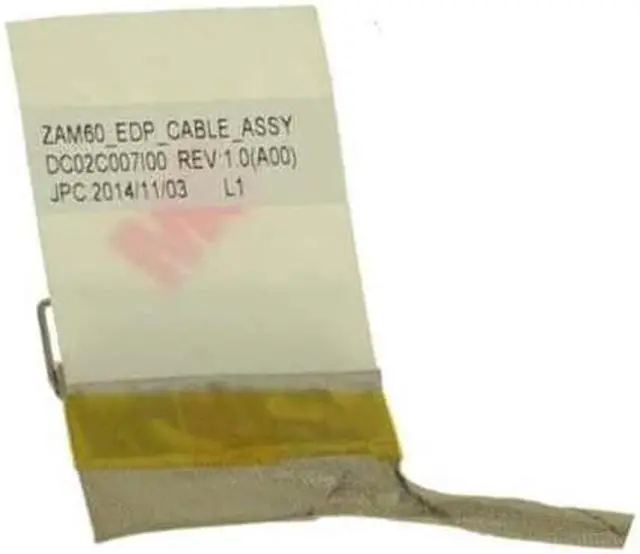 ZAM60_EDP_CABLE_ASSY
DC02C007I00 REV:1.0(A00)
JPC 2014/11/03 L1